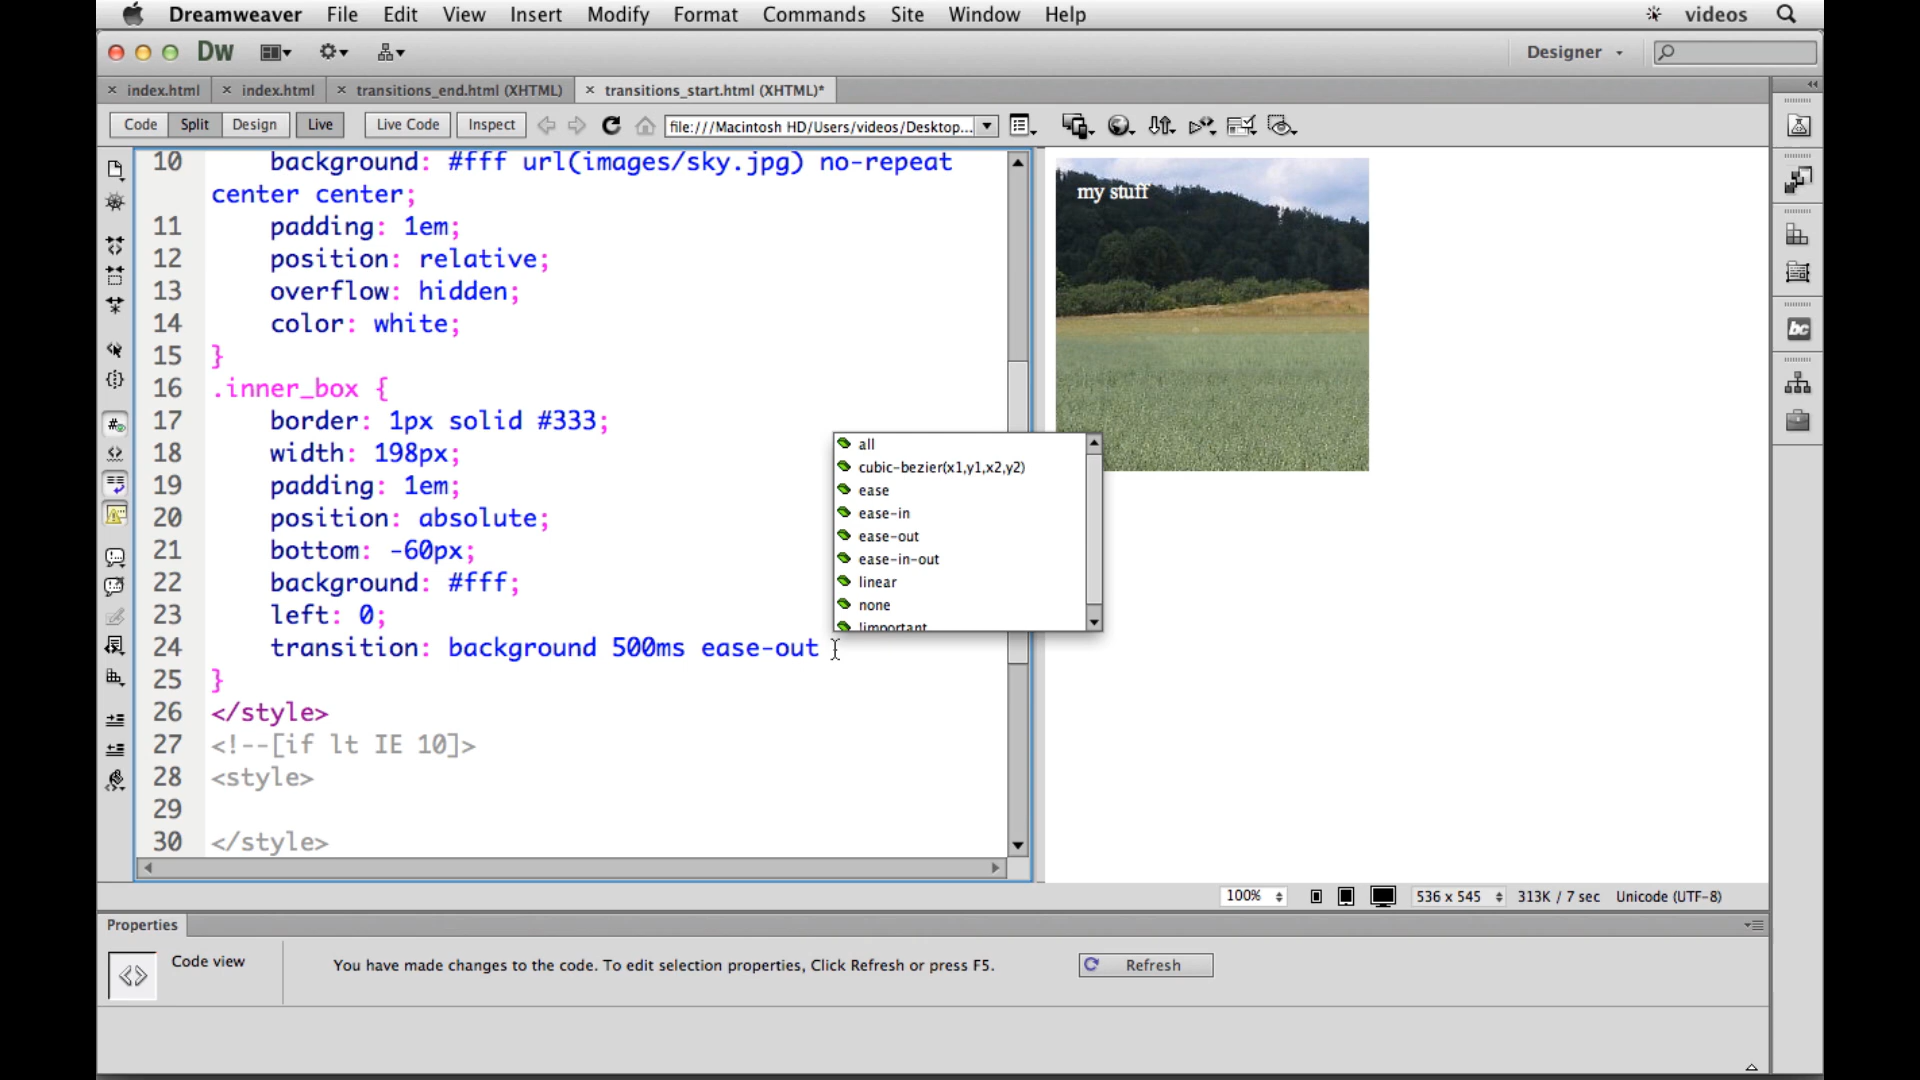 Dreamweaver File Edit View Insert Modify Format Commands Site Window Help videos
Dw Designer
index.html index.html transitions_end.html (XHTML) transitions_start.html (XHTML)*
Code Split Design Live Live Code Inspect file:///Macintosh HD/Users/videos/Desktop...
10 background: #fff url(images/sky.jpg) no-repeat
center center;
11 padding: 1em;
12 position: relative;
13 overflow: hidden;
14 color: white;
15 }
16 .inner_box {
17 border: 1px solid #333;
18 width: 198px;
19 padding: 1em;
20 position: absolute;
21 bottom: -60px;
22 background: #fff;
23 left: 0;
24 transition: background 500ms ease-out
25 }
26 </style>
27 <!--[if lt IE 10]>
28 <style>
29
30 </style>
all
cubic-bezier(x1,y1,x2,y2)
ease
ease-in
ease-out
ease-in-out
linear
none
!important
my stuff
bc
100% 536 x 545 313K / 7 sec Unicode (UTF-8)
Properties
Code view You have made changes to the code. To edit selection properties, Click Refresh or press F5. Refresh